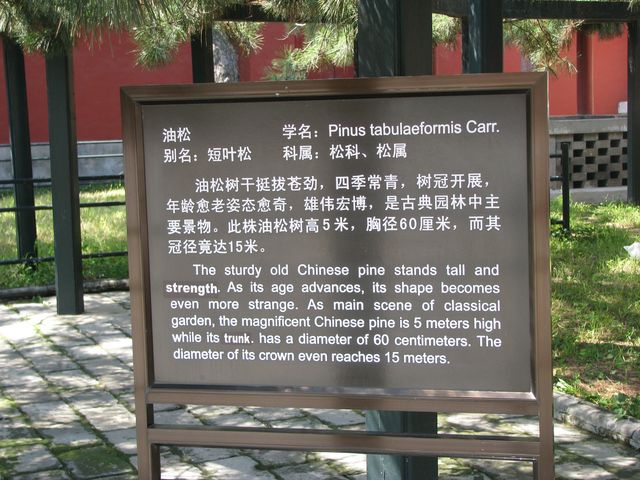 油松 学名：Pinus tabulaeformis Carr.
别名：短叶松 科属：松科、松属
油松树干挺拔苍劲，四季常青，树冠开展，
年龄愈老姿态愈奇，雄伟宏博，是古典园林中主
要景物。此株油松树高5米，胸径60厘米，而其
冠径竟达15米。
The sturdy old Chinese pine stands tall and
strength. As its age advances, its shape becomes
even more strange. As main scene of classical
garden, the magnificent Chinese pine is 5 meters high
while its trunk. has a diameter of 60 centimeters. The
diameter of its crown even reaches 15 meters.